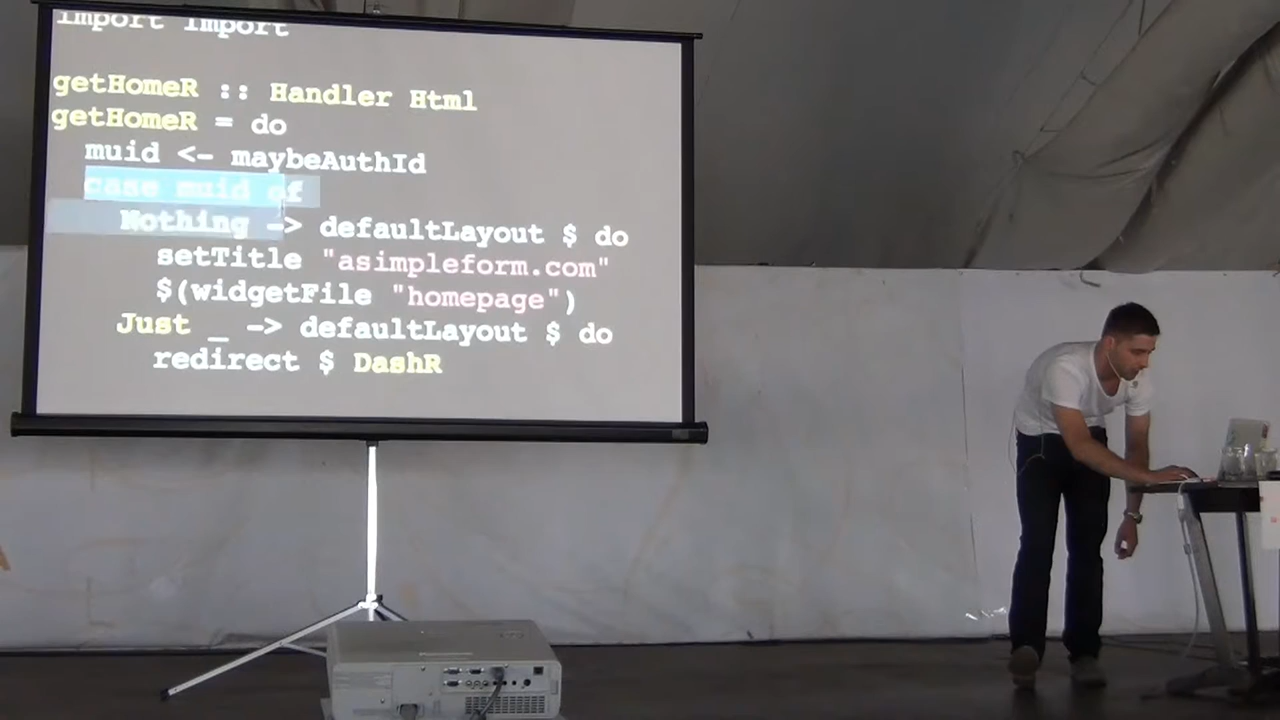 import Import
getHomeR :: Handler Html
getHomeR = do
muid <- maybeAuthId
case muid of
Nothing -> defaultLayout $ do
setTitle "asimpleform.com"
$(widgetFile "homepage")
Just _ -> defaultLayout $ do
redirect $ DashR